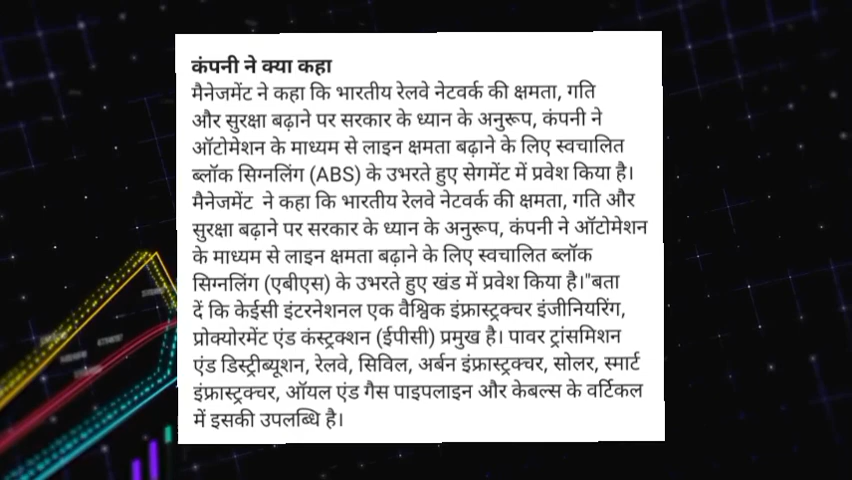 कंपनी ने क्या कहा
मैनेजमेंट ने कहा कि भारतीय रेलवे नेटवर्क की क्षमता, गति
और सुरक्षा बढ़ाने पर सरकार के ध्यान के अनुरूप, कंपनी ने
ऑटोमेशन के माध्यम से लाइन क्षमता बढ़ाने के लिए स्वचालित
ब्लॉक सिग्नलिंग (ABS) के उभरते हुए सेगमेंट में प्रवेश किया है।
मैनेजमेंट ने कहा कि भारतीय रेलवे नेटवर्क की क्षमता, गति और
सुरक्षा बढ़ाने पर सरकार के ध्यान के अनुरूप, कंपनी ने ऑटोमेशन
के माध्यम से लाइन क्षमता बढ़ाने के लिए स्वचालित ब्लॉक
सिग्नलिंग (एबीएस) के उभरते हुए खंड में प्रवेश किया है।"बता
दें कि केईसी इंटरनेशनल एक वैश्विक इंफ्रास्ट्रक्चर इंजीनियरिंग,
प्रोक्योरमेंट एंड कंस्ट्रक्शन (ईपीसी) प्रमुख है। पावर ट्रांसमिशन
एंड डिस्ट्रीब्यूशन, रेलवे, सिविल, अर्बन इंफ्रास्ट्रक्चर, सोलर, स्मार्ट
इंफ्रास्ट्रक्चर, ऑयल एंड गैस पाइपलाइन और केबल्स के वर्टिकल
में इसकी उपलब्धि है।